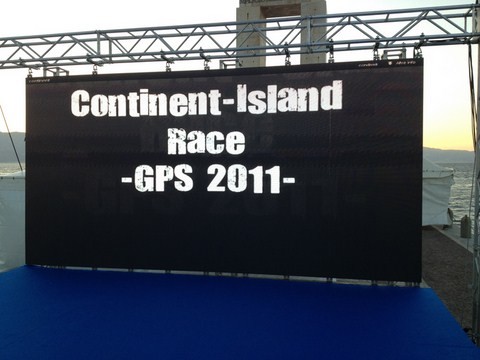 Continent-Island
Race
-GPS 2011-